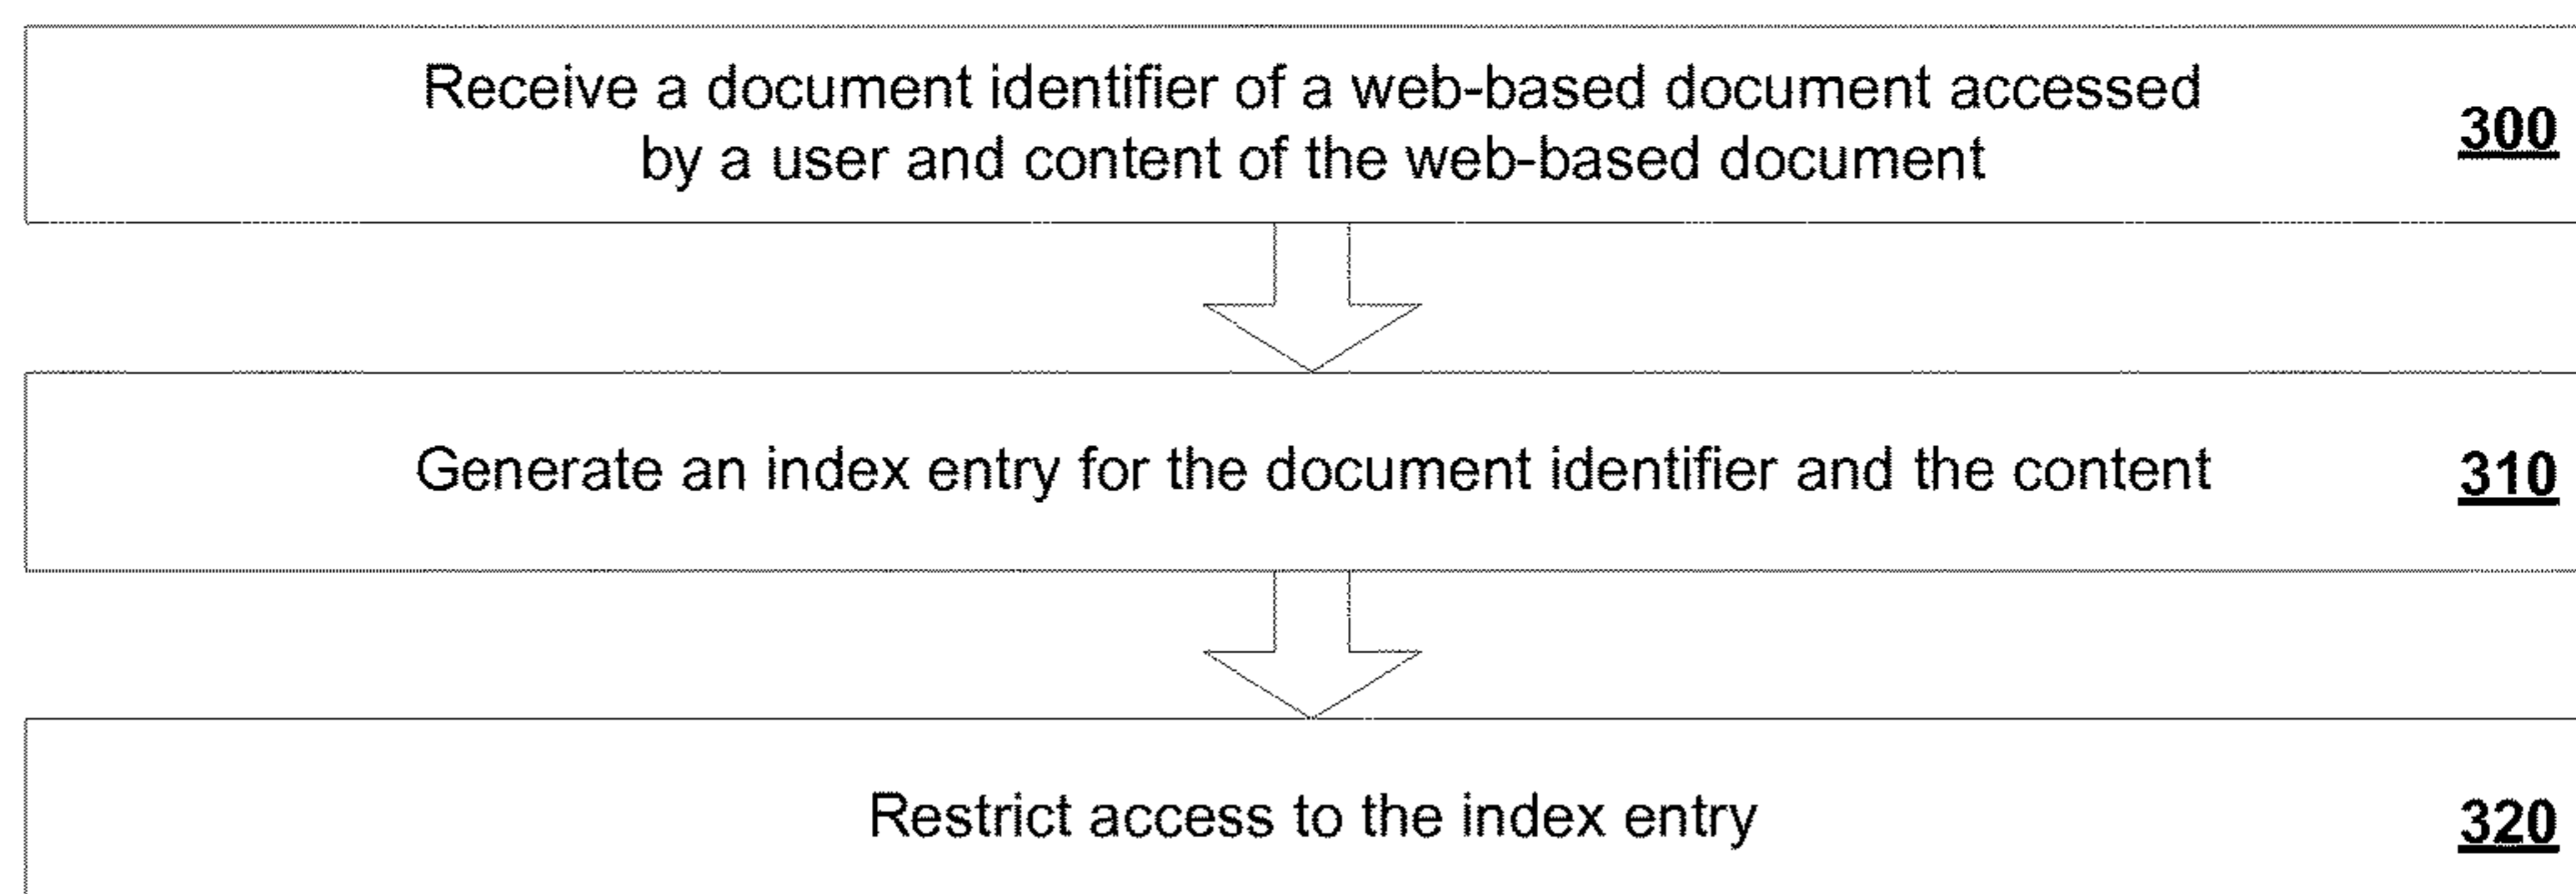 Receive a document identifier of a web-based document accessed
by a user and content of the web-based document
300
Generate an index entry for the document identifier and the content
310
Restrict access to the index entry
320